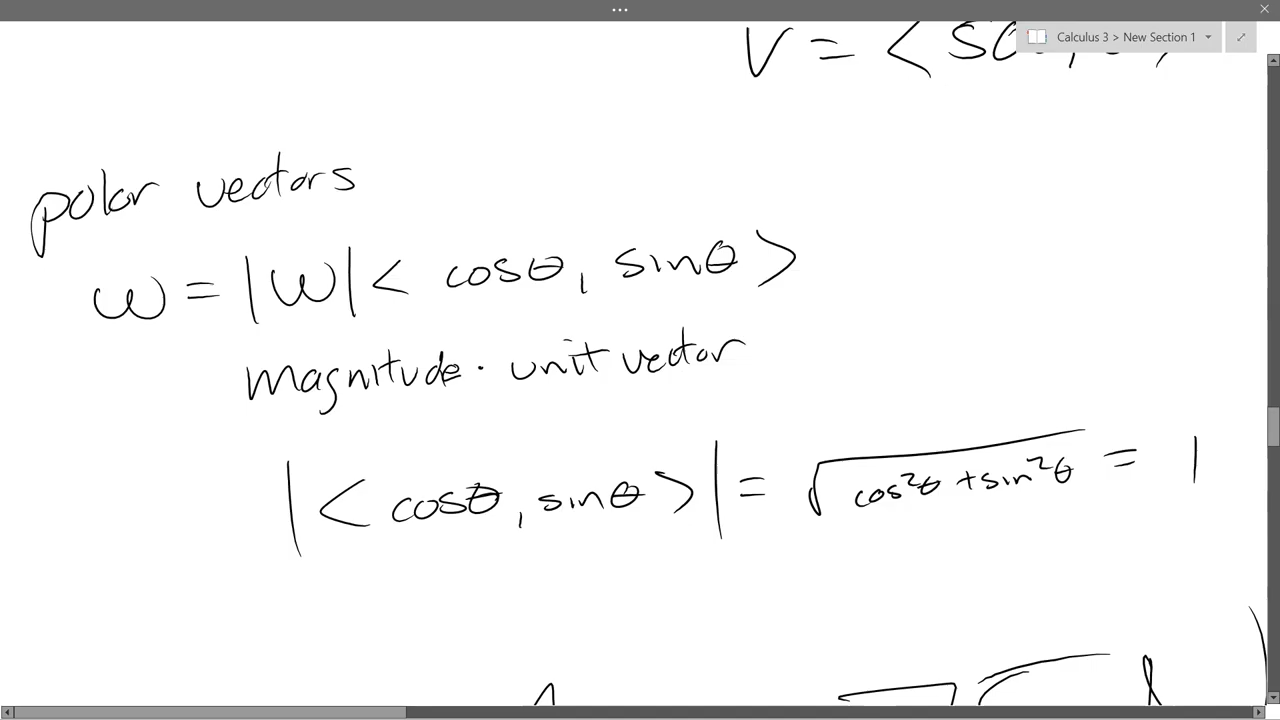 Calculus 3 > New Section 1
V = <
polar vectors
w = |w| < cosθ, sinθ >
magnitude · unit vector
|< cosθ, sinθ >| = √cos²θ + sin²θ = 1